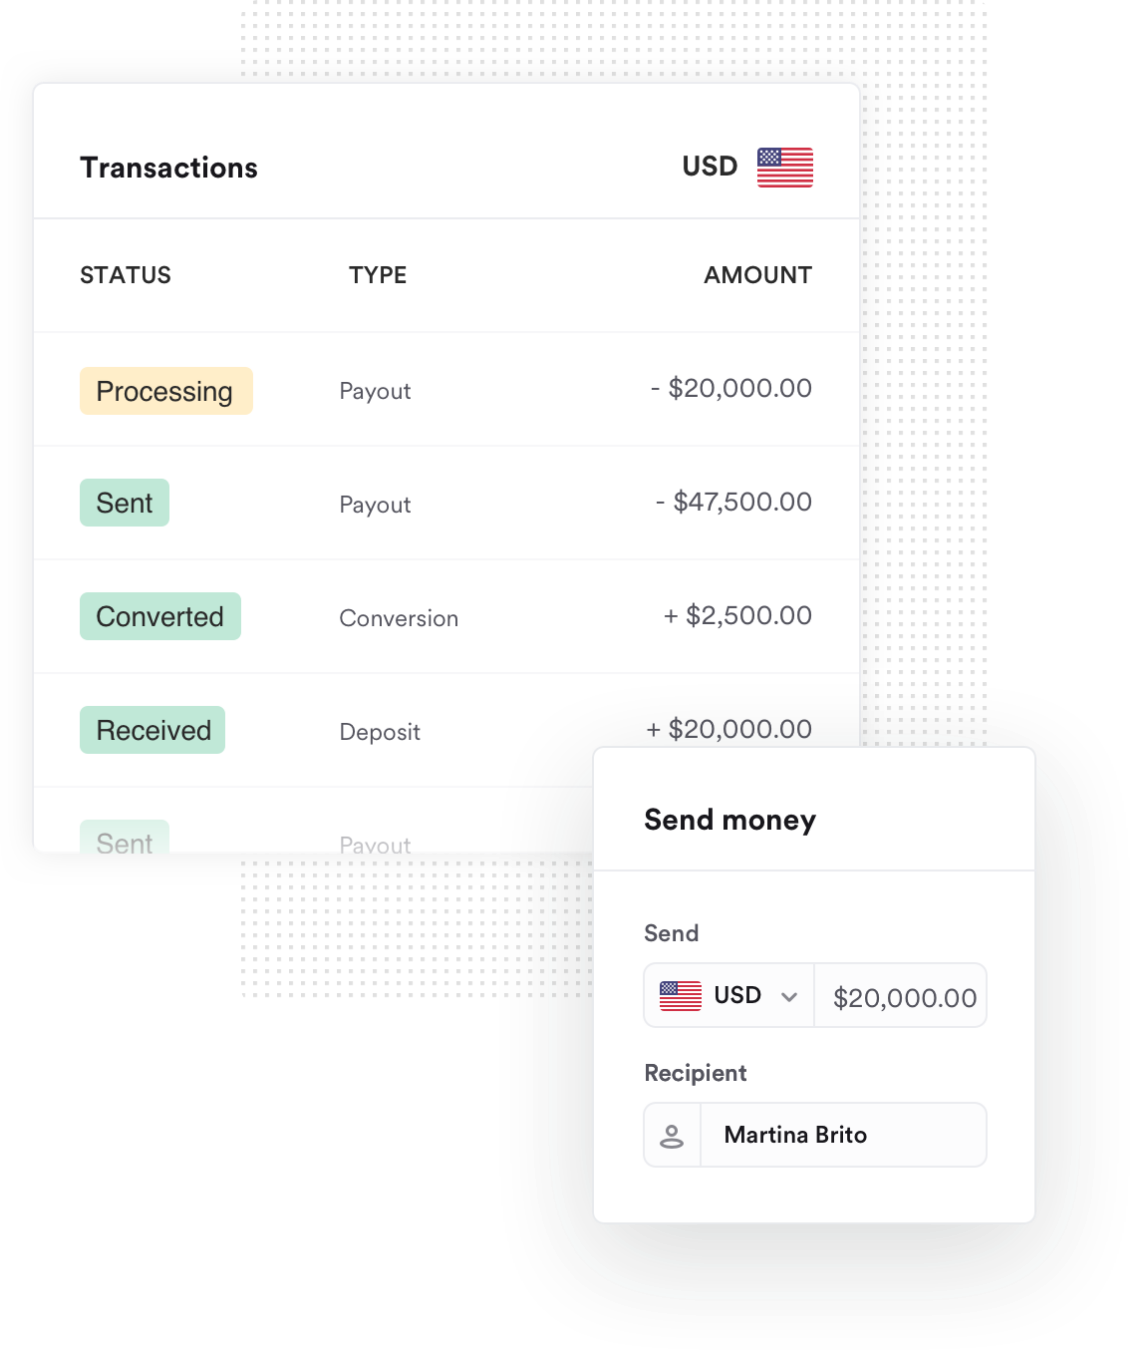 Transactions USD
STATUS TYPE AMOUNT
Processing Payout - $20,000.00
Sent Payout - $47,500.00
Converted Conversion + $2,500.00
Received Deposit + $20,000.00
Sent Payout
Send money
Send
USD $20,000.00
Recipient
Martina Brito